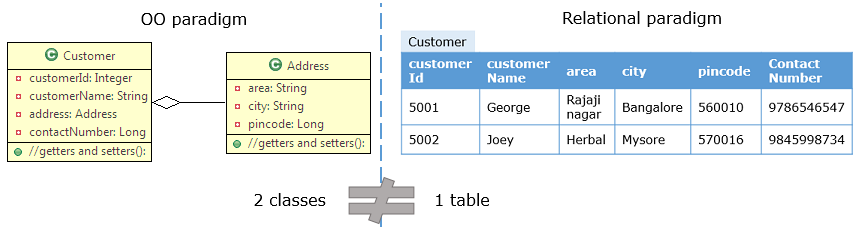 OO paradigm
C Customer
customerId: Integer
customerName: String
address: Address
contactNumber: Long
//getters and setters():
C Address
area: String
city: String
pincode: Long
//getters and setters():
2 classes
Relational paradigm
Customer
customer Id customer Name area city pincode Contact Number
5001 George Rajaji nagar Bangalore 560010 9786546547
5002 Joey Herbal Mysore 570016 9845998734
1 table